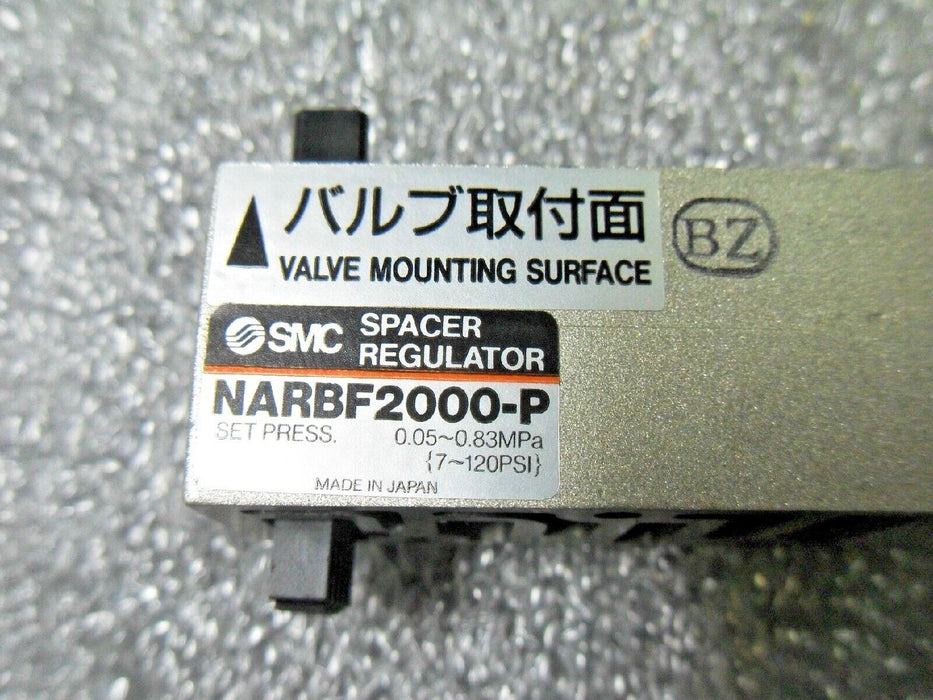 バルブ取付面
VALVE MOUNTING SURFACE
BZ
SMC SPACER
REGULATOR
NARBF2000-P
SET PRESS. 0.05~0.83MPa
{7~120PSI}
MADE IN JAPAN